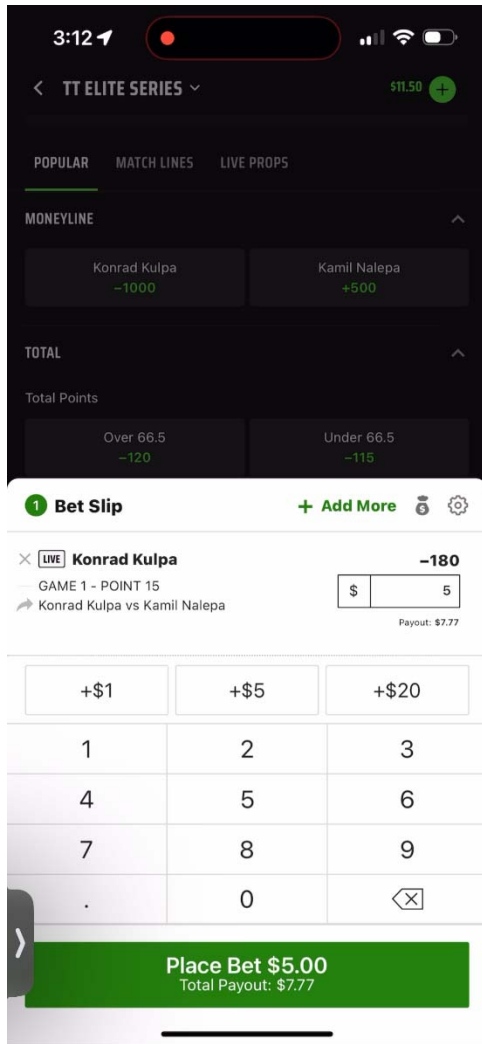 3:12
TT ELITE SERIES
$11.50 +
POPULAR MATCH LINES LIVE PROPS
MONEYLINE
Konrad Kulpa
−1000
Kamil Nalepa
+500
TOTAL
Total Points
Over 66.5
−120
Under 66.5
−115
1 Bet Slip
+ Add More
LIVE Konrad Kulpa
−180
GAME 1 - POINT 15
$ 5
Konrad Kulpa vs Kamil Nalepa
Payout: $7.77
+$1 +$5 +$20
1 2 3
4 5 6
7 8 9
. 0
Place Bet $5.00
Total Payout: $7.77